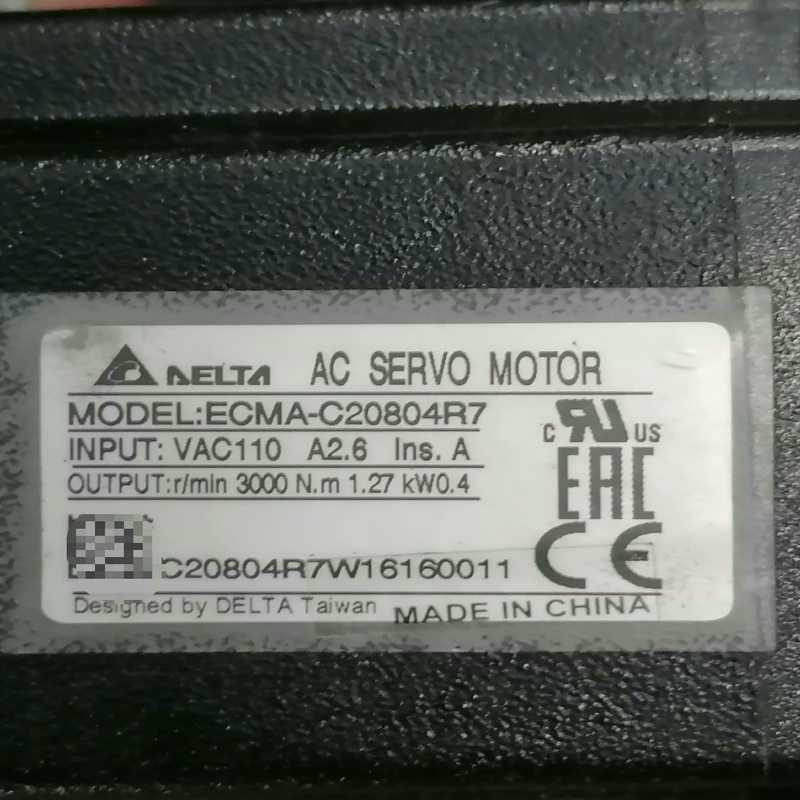 DELTA AC SERVO MOTOR
MODEL:ECMA-C20804R7
INPUT: VAC110 A2.6 Ins. A
OUTPUT:r/min 3000 N.m 1.27 kW0.4
C US
EAC
CE
C20804R7W16160011
Designed by DELTA Taiwan MADE IN CHINA